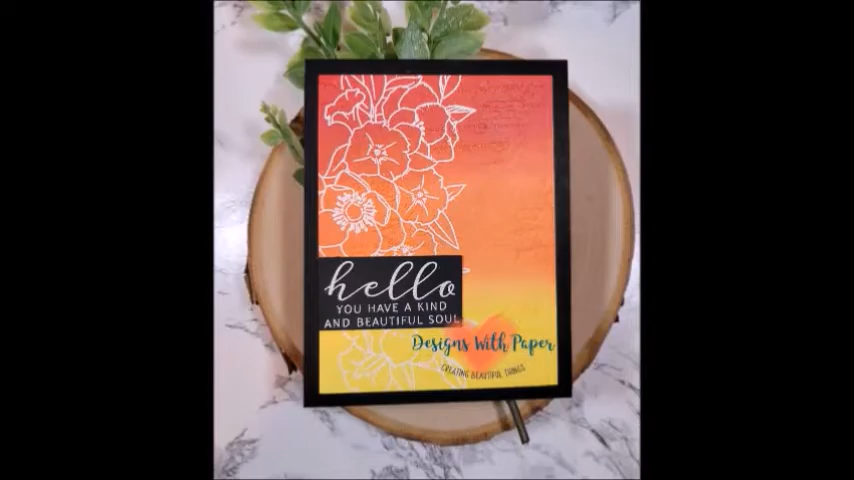 hello
YOU HAVE A KIND
AND BEAUTIFUL SOUL
Designs With Paper
CREATING BEAUTIFUL THINGS